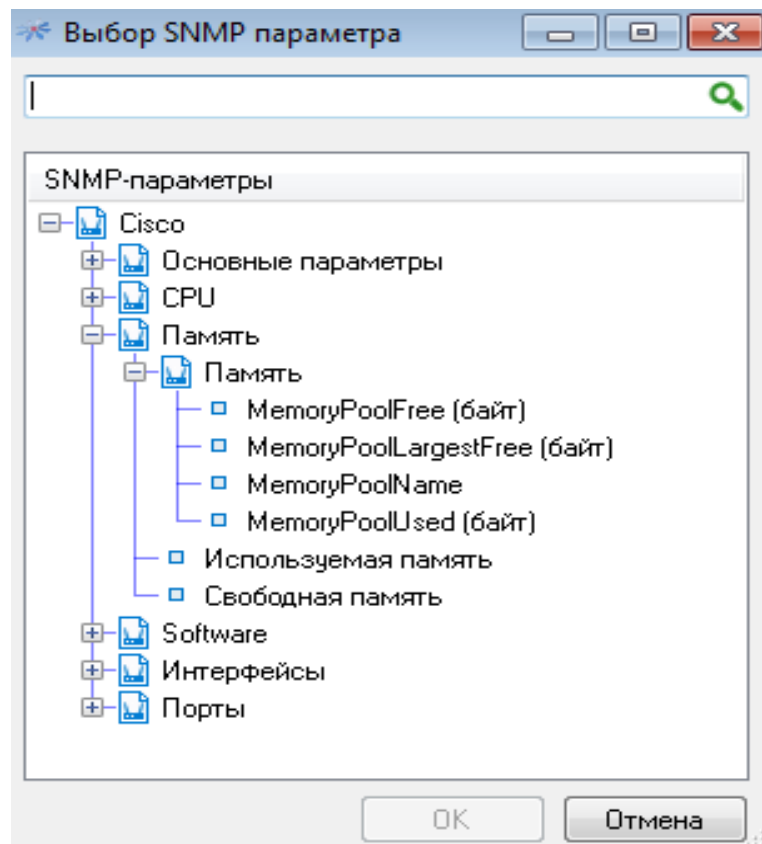 Выбор SNMP параметра
SNMP-параметры
Cisco
Основные параметры
CPU
Память
Память
MemoryPoolFree (байт)
MemoryPoolLargestFree (байт)
MemoryPoolName
MemoryPoolUsed (байт)
Используемая память
Свободная память
Software
Интерфейсы
Порты
OK
Отмена